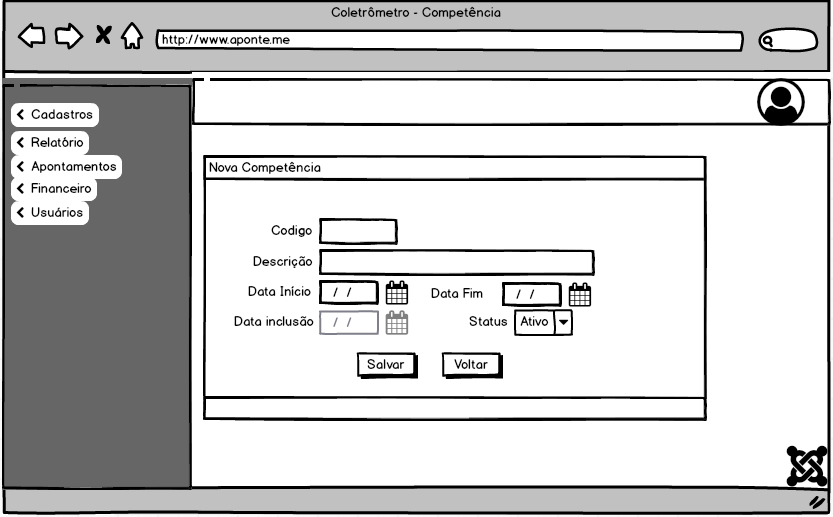 Coletrômetro - Competência
http://www.aponte.me
Cadastros
Relatório
Apontamentos
Financeiro
Usuários
Nova Competência
Codigo
Descrição
Data Início / / Data Fim / /
Data inclusão / / Status Ativo
Salvar Voltar